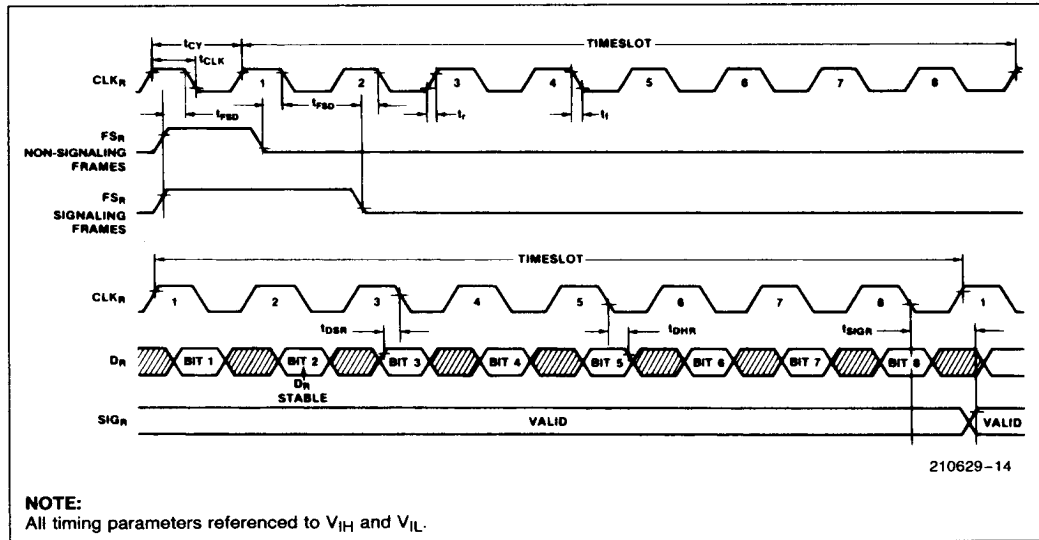 tCY
TIMESLOT
tCLK
CLKR
1 2 3 4 5 6 7 8
tFSD tFSD tr tf
FSR
NON-SIGNALING
FRAMES
FSR
SIGNALING
FRAMES
TIMESLOT
CLKR
1 2 3 4 5 6 7 8 1
tDSR tDHR tSIGR
DR
BIT 1 BIT 2 BIT 3 BIT 4 BIT 5 BIT 6 BIT 7 BIT 8
DR
STABLE
SIGR
VALID VALID
210629-14
NOTE:
All timing parameters referenced to VIH and VIL.